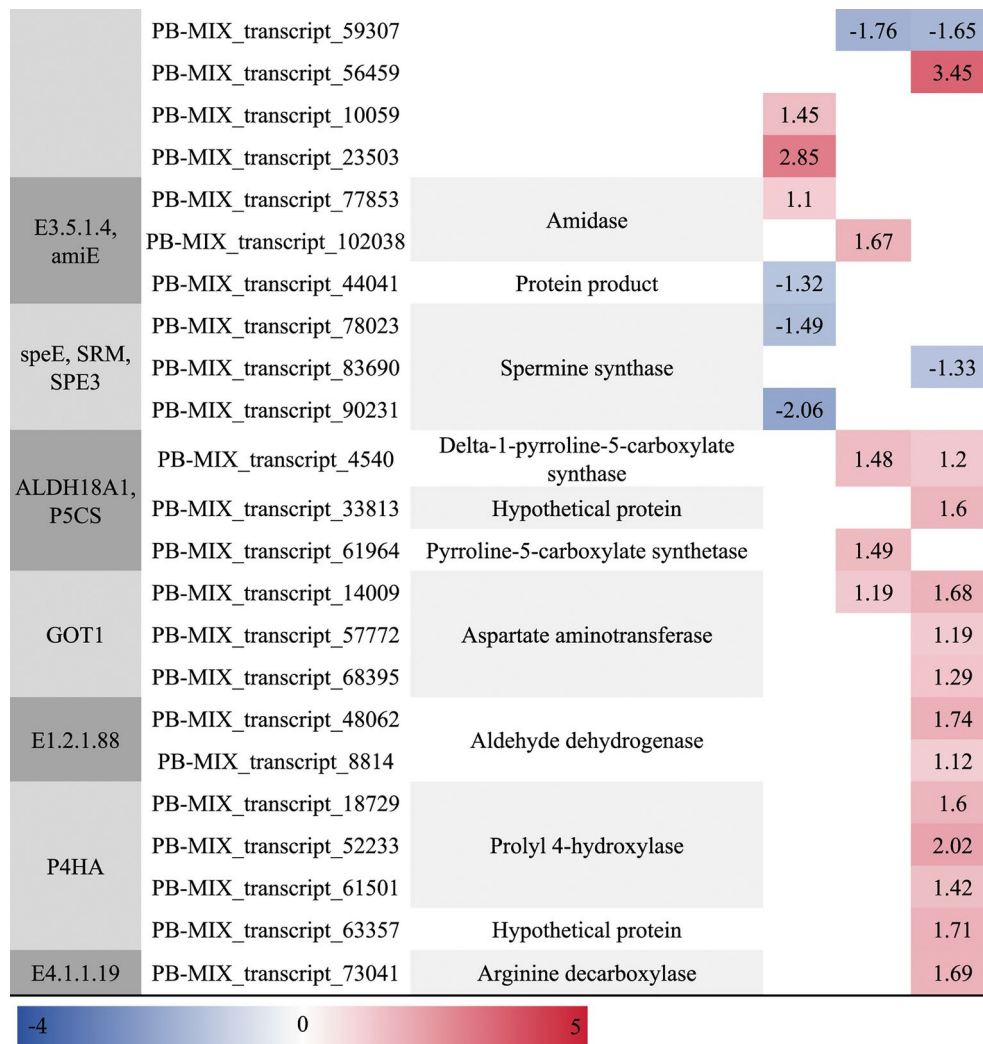 PB-MIX_transcript_59307 -1.76 -1.65
PB-MIX_transcript_56459 3.45
PB-MIX_transcript_10059 1.45
PB-MIX_transcript_23503 2.85
E3.5.1.4,
amiE
PB-MIX_transcript_77853 1.1
Amidase
PB-MIX_transcript_102038 1.67
PB-MIX_transcript_44041 Protein product -1.32
speE, SRM,
SPE3
PB-MIX_transcript_78023 -1.49
PB-MIX_transcript_83690 Spermine synthase -1.33
PB-MIX_transcript_90231 -2.06
ALDH18A1,
P5CS
PB-MIX_transcript_4540 Delta-1-pyrroline-5-carboxylate
synthase 1.48 1.2
PB-MIX_transcript_33813 Hypothetical protein 1.6
PB-MIX_transcript_61964 Pyrroline-5-carboxylate synthetase 1.49
PB-MIX_transcript_14009 1.19 1.68
GOT1 PB-MIX_transcript_57772 Aspartate aminotransferase 1.19
PB-MIX_transcript_68395 1.29
E1.2.1.88
PB-MIX_transcript_48062 1.74
Aldehyde dehydrogenase
PB-MIX_transcript_8814 1.12
P4HA
PB-MIX_transcript_18729 1.6
PB-MIX_transcript_52233 Prolyl 4-hydroxylase 2.02
PB-MIX_transcript_61501 1.42
PB-MIX_transcript_63357 Hypothetical protein 1.71
E4.1.1.19 PB-MIX_transcript_73041 Arginine decarboxylase 1.69
-4 0 5